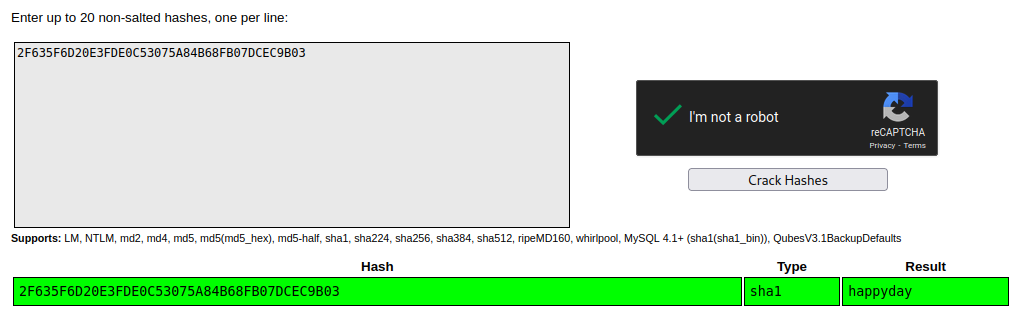 Enter up to 20 non-salted hashes, one per line:
2F635F6D20E3FDE0C53075A84B68FB07DCEC9B03
I'm not a robot
reCAPTCHA
Privacy - Terms
Crack Hashes
Supports: LM, NTLM, md2, md4, md5, md5(md5_hex), md5-half, sha1, sha224, sha256, sha384, sha512, ripeMD160, whirlpool, MySQL 4.1+ (sha1(sha1_bin)), QubesV3.1BackupDefaults
Hash Type Result
2F635F6D20E3FDE0C53075A84B68FB07DCEC9B03 sha1 happyday